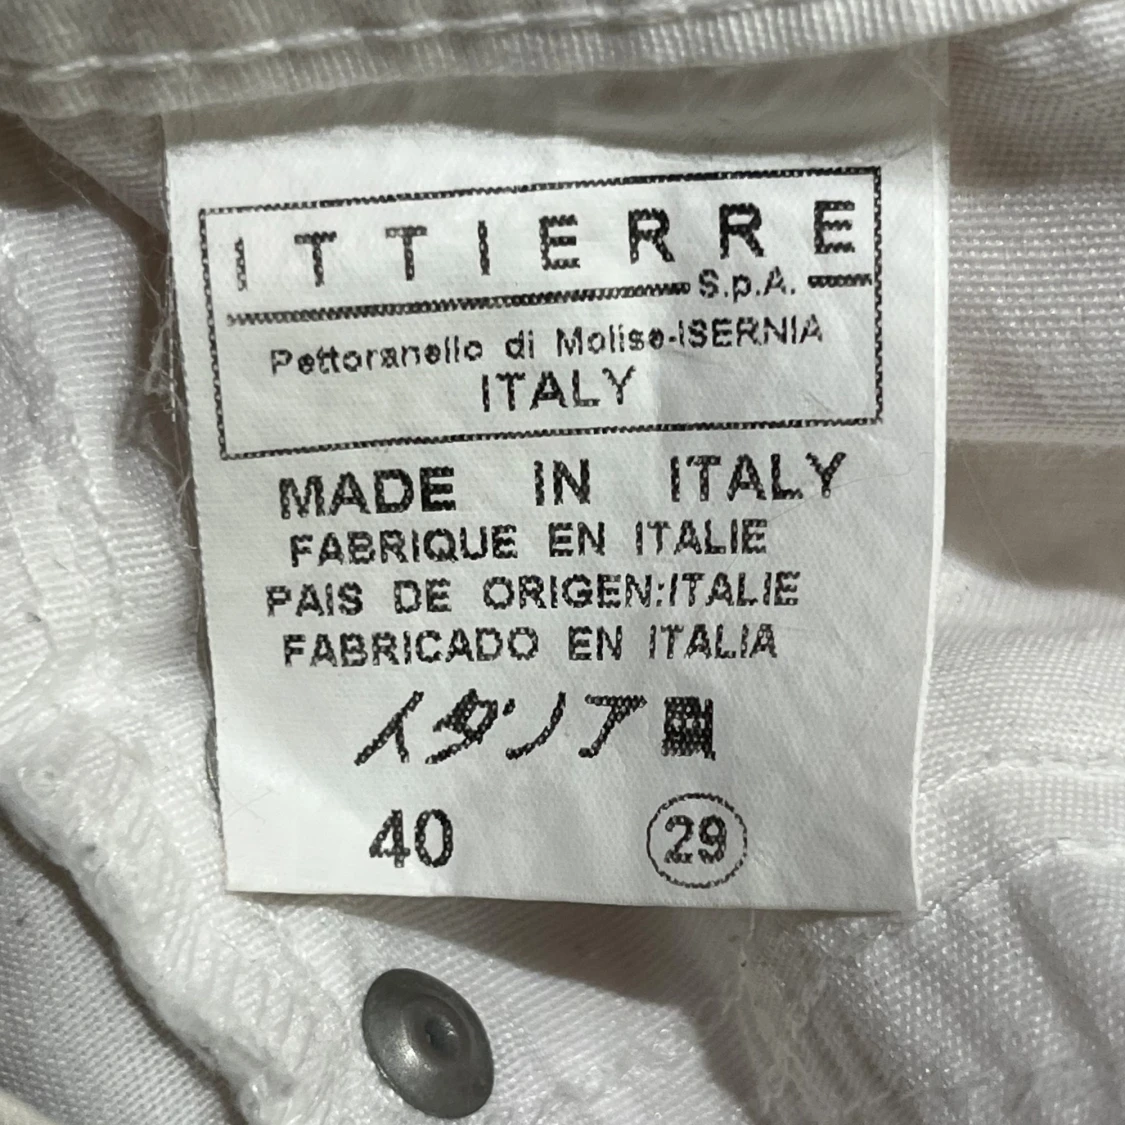 ITTIERRE
S.p.A.
Pettoranello di Molise-ISERNIA
ITALY
MADE IN ITALY
FABRIQUE EN ITALIE
PAIS DE ORIGEN:ITALIE
FABRICADO EN ITALIA
イタリア製
40 29